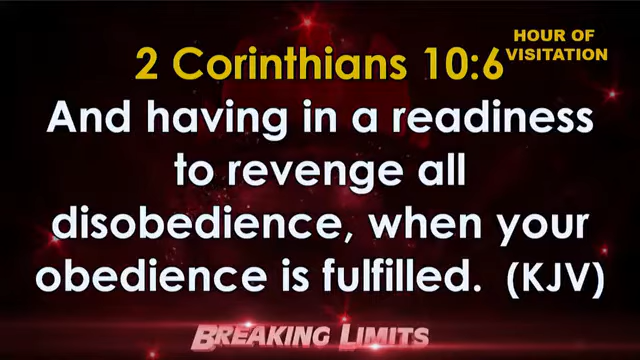 HOUR OF
VISITATION
2 Corinthians 10:6
And having in a readiness
to revenge all
disobedience, when your
obedience is fulfilled. (KJV)
BREAKING LIMITS